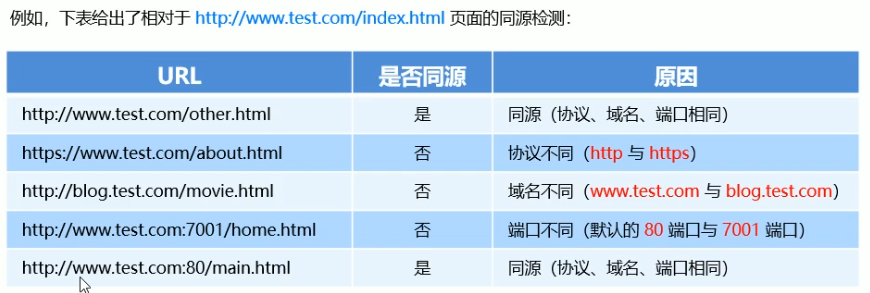 例如，下表给出了相对于 http://www.test.com/index.html 页面的同源检测：
URL 是否同源 原因
http://www.test.com/other.html 是 同源（协议、域名、端口相同）
https://www.test.com/about.html 否 协议不同（http 与 https）
http://blog.test.com/movie.html 否 域名不同（www.test.com 与 blog.test.com）
http://www.test.com:7001/home.html 否 端口不同（默认的 80 端口与 7001 端口）
http://www.test.com:80/main.html 是 同源（协议、域名、端口相同）